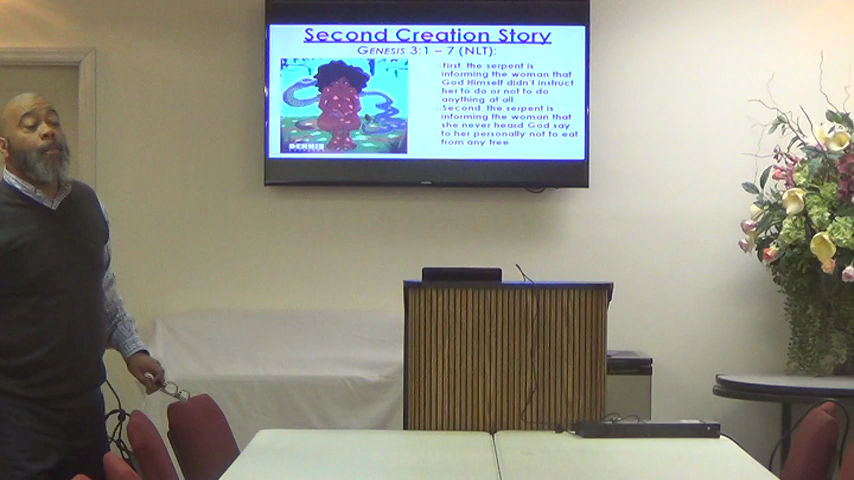 Second Creation Story
GENESIS 3:1 – 7 (NLT):
First, the serpent is
informing the woman that
God Himself didn't instruct
her to do or not to do
anything at all
Second, the serpent is
informing the woman that
she never heard God say
to her personally not to eat
from any tree
DENNIS